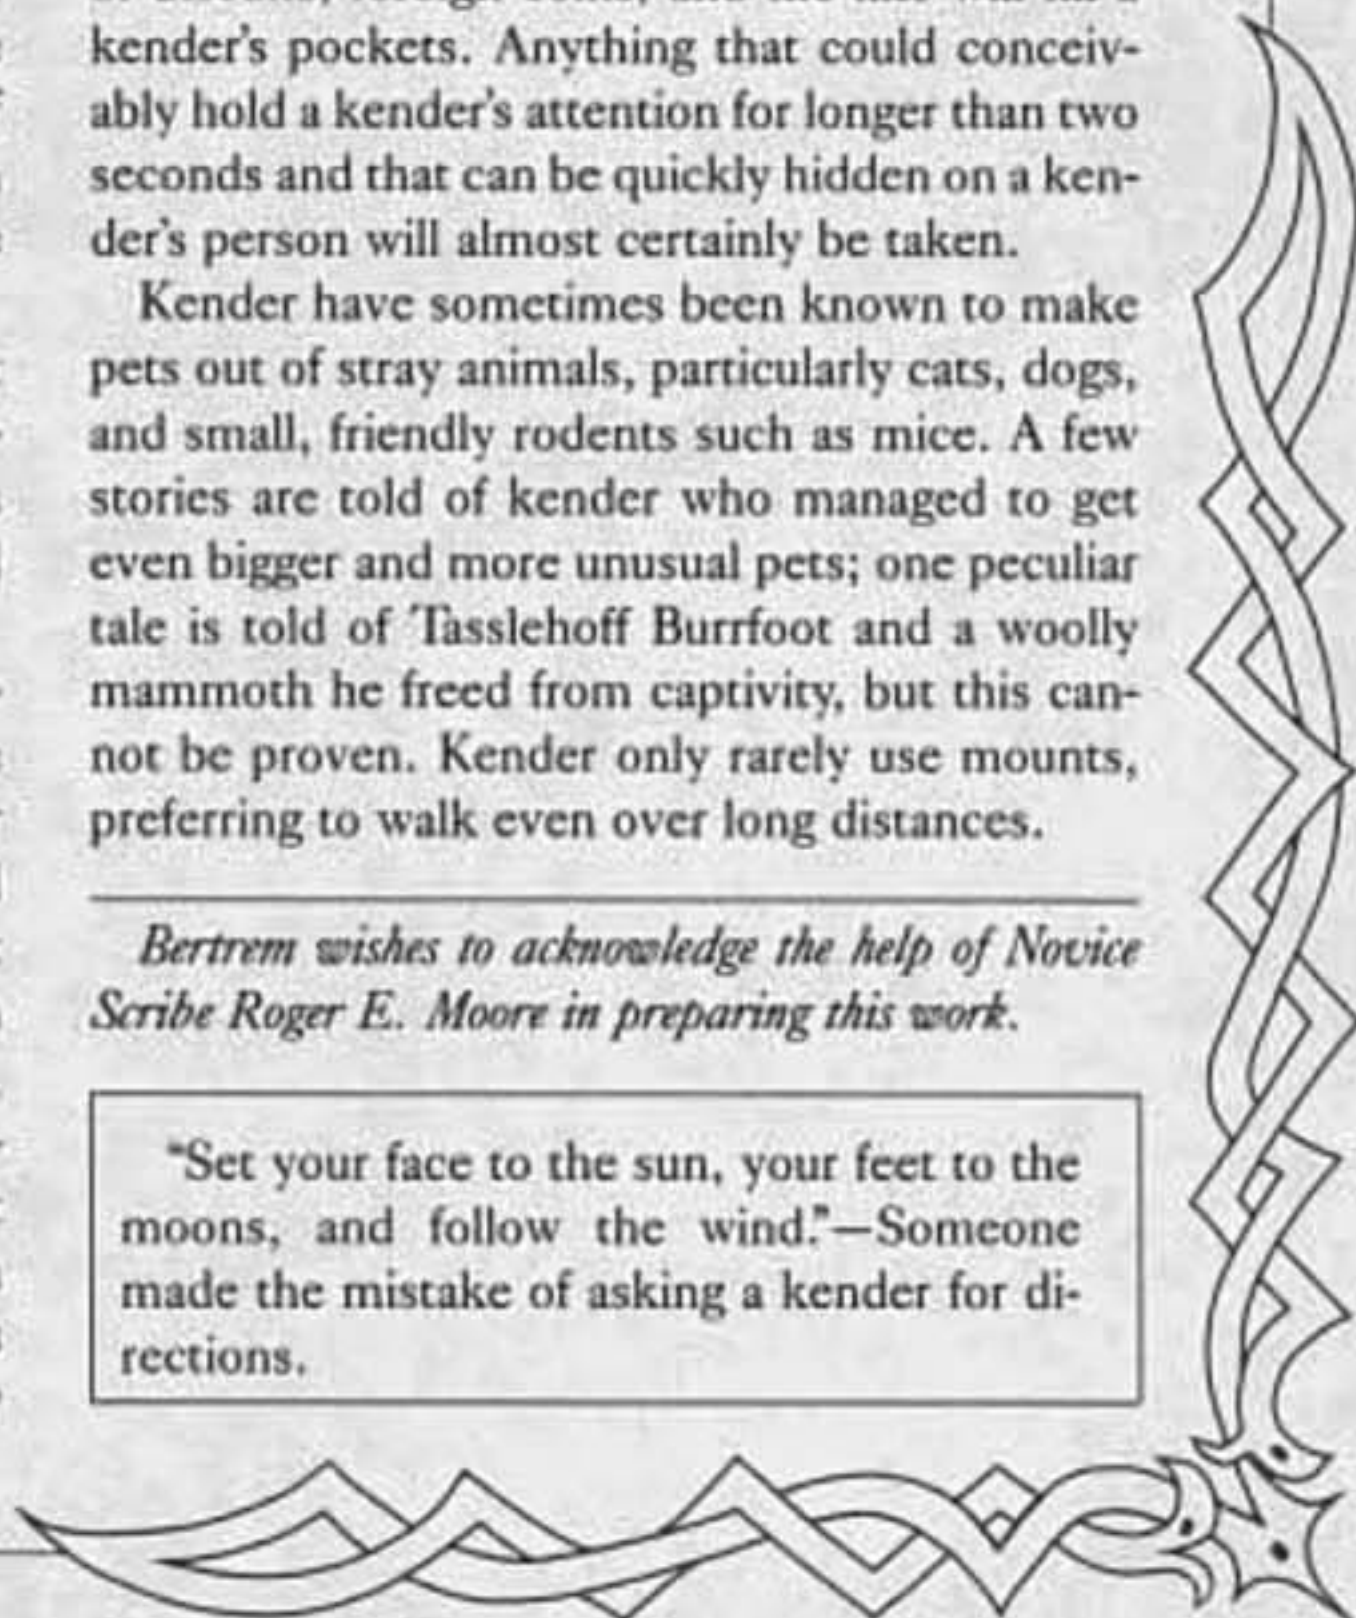 kender's pockets. Anything that could conceiv-
ably hold a kender's attention for longer than two
seconds and that can be quickly hidden on a ken-
der's person will almost certainly be taken.
Kender have sometimes been known to make
pets out of stray animals, particularly cats, dogs,
and small, friendly rodents such as mice. A few
stories are told of kender who managed to get
even bigger and more unusual pets; one peculiar
tale is told of Tasslehoff Burrfoot and a woolly
mammoth he freed from captivity, but this can-
not be proven. Kender only rarely use mounts,
preferring to walk even over long distances.
Bertrem wishes to acknowledge the help of Novice
Scribe Roger E. Moore in preparing this work.
"Set your face to the sun, your feet to the
moons, and follow the wind."—Someone
made the mistake of asking a kender for di-
rections.